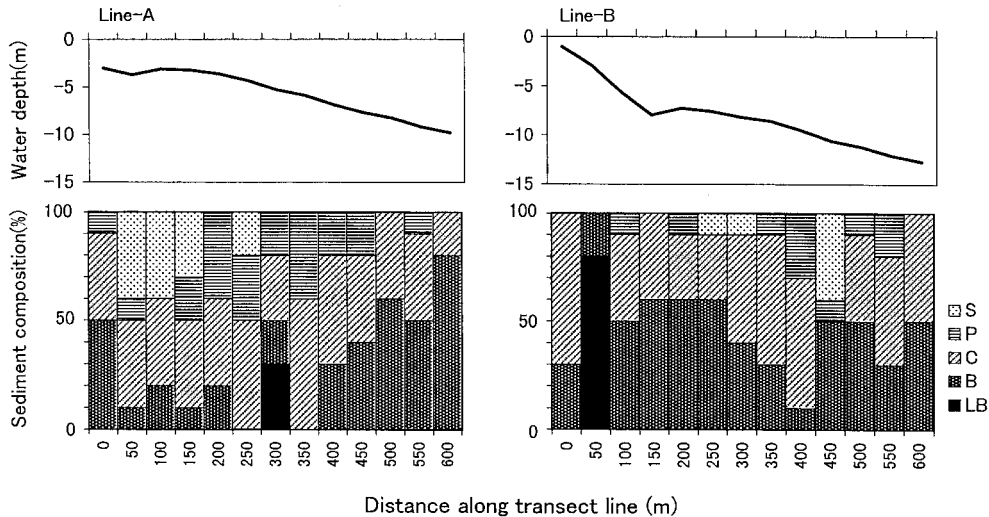 Line-A
Line-B
Water depth(m)
0
-5
-10
-15
0
-5
-10
-15
Sediment composition(%)
100
50
0
100
50
0
S
P
C
B
LB
0 50 100 150 200 250 300 350 400 450 500 550 600
0 50 100 150 200 250 300 350 400 450 500 550 600
Distance along transect line (m)